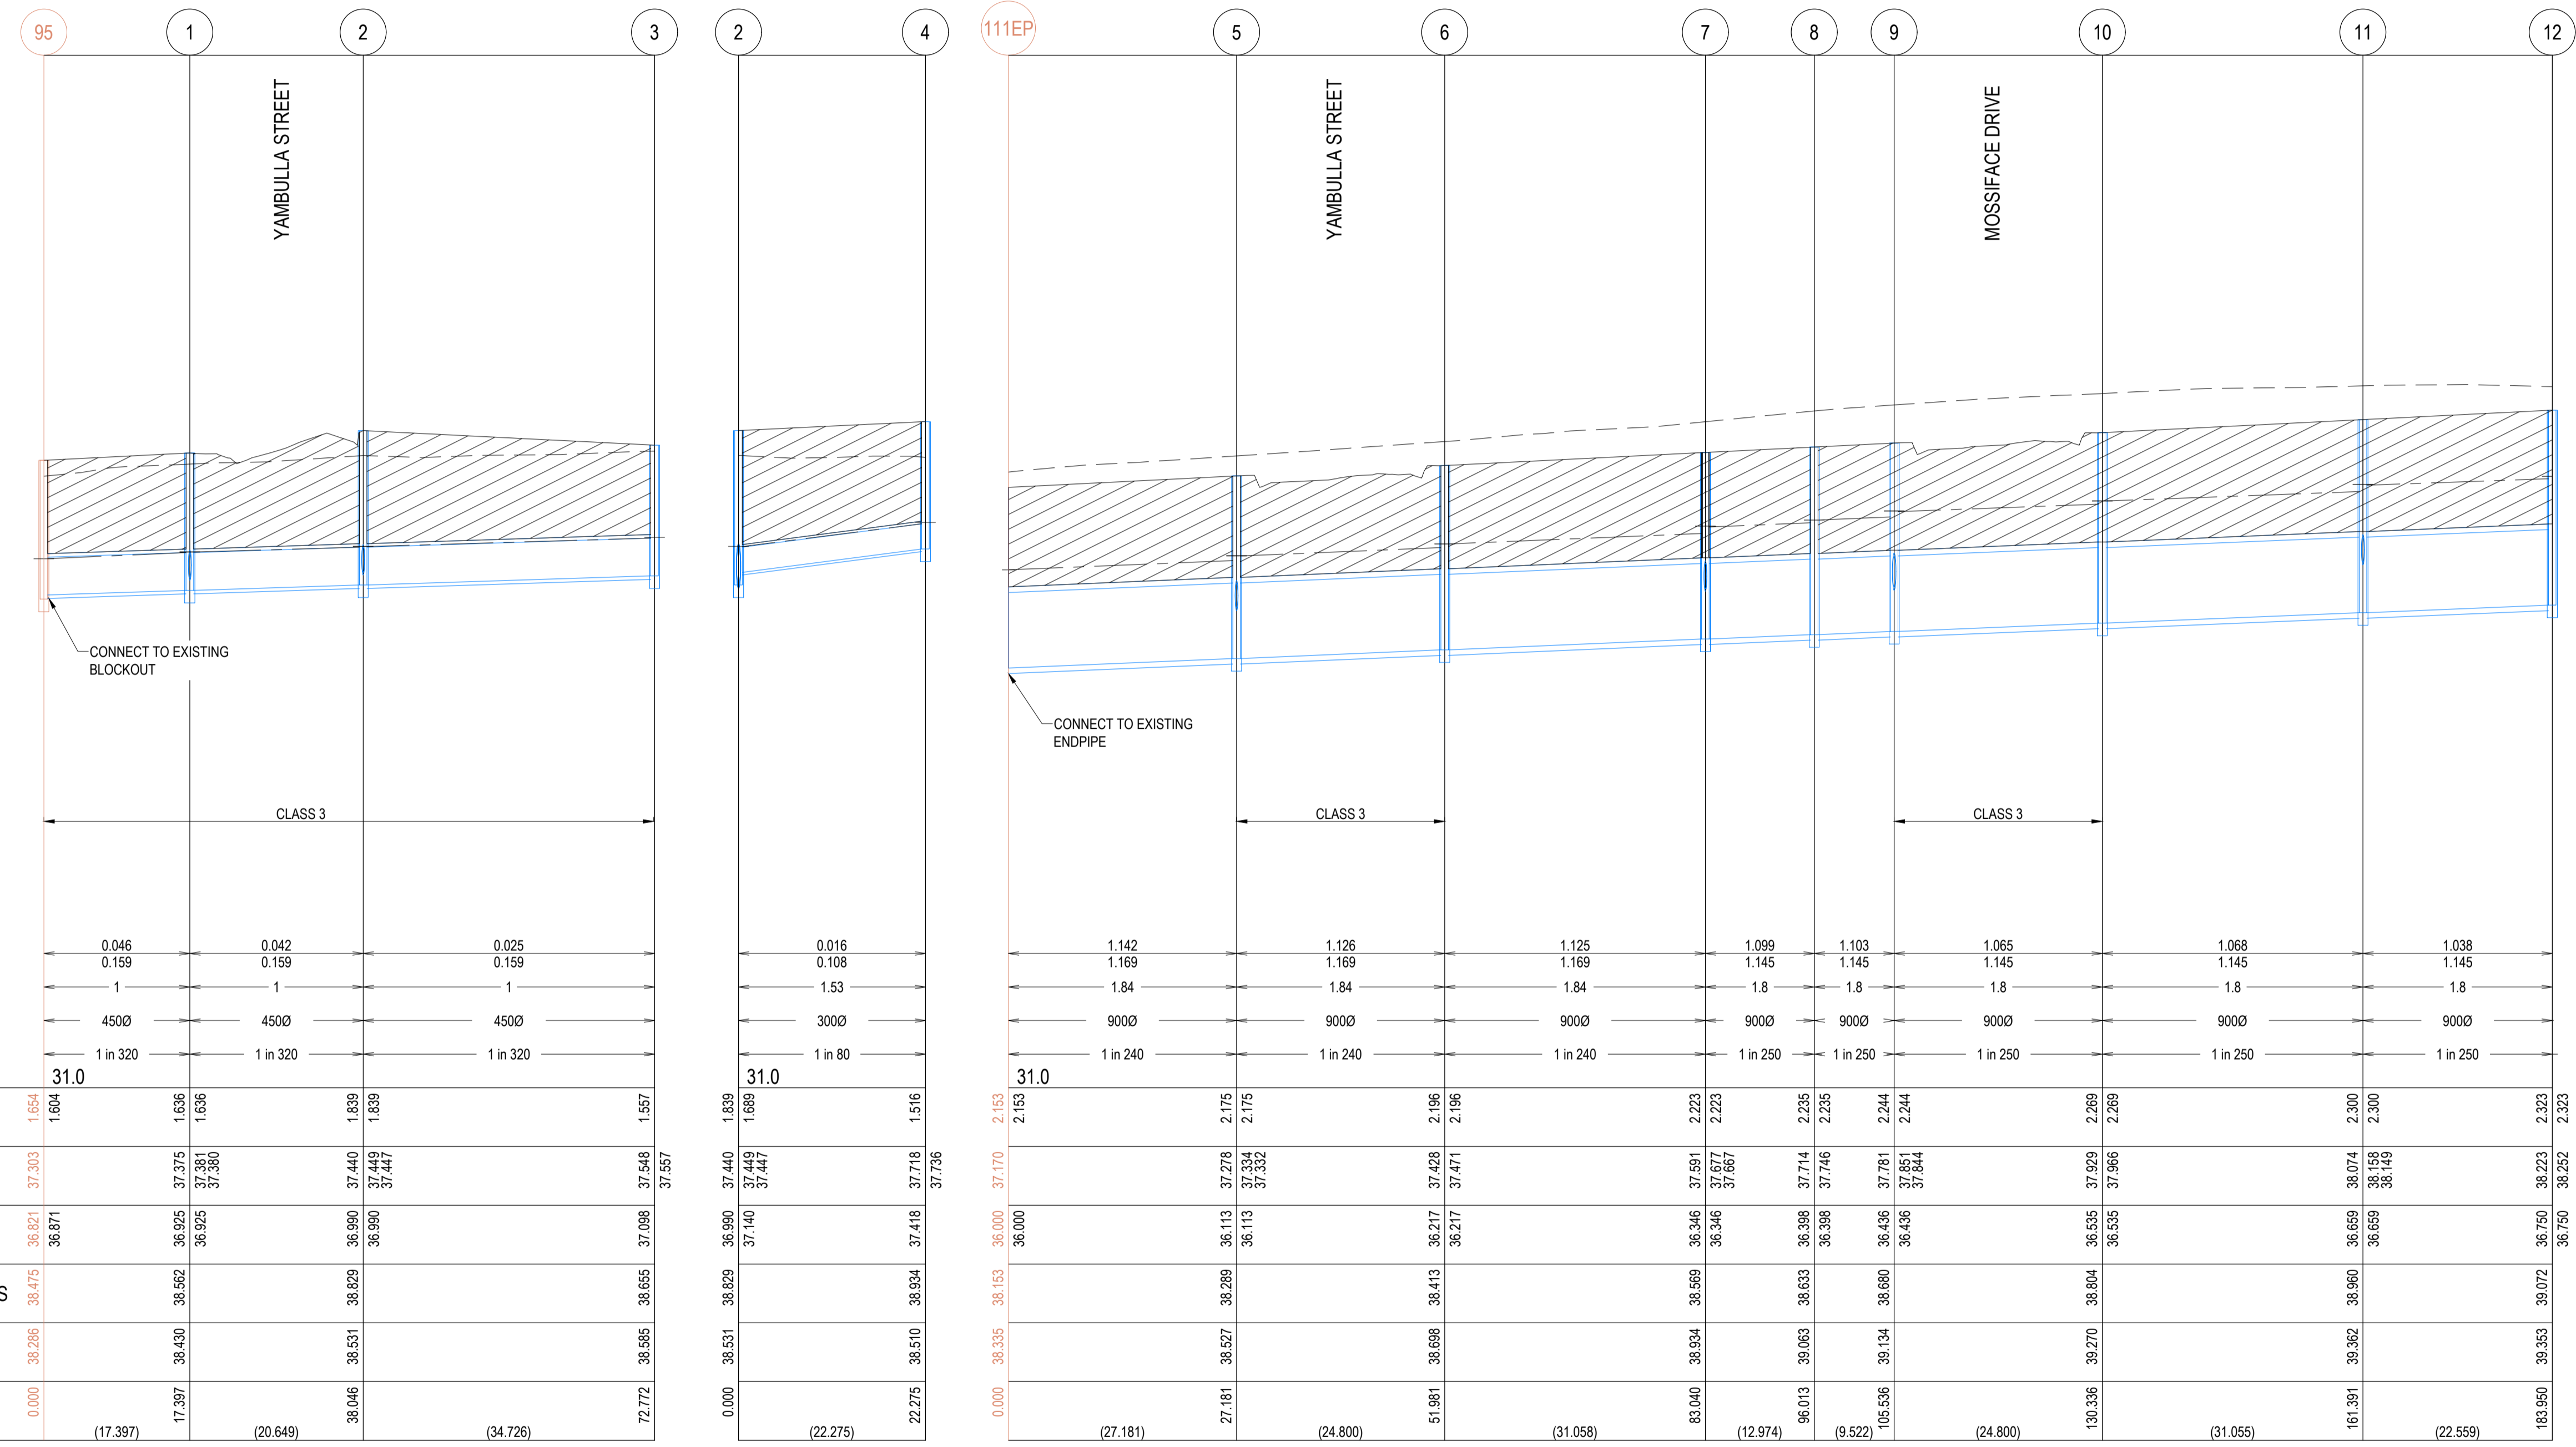 95 1 2 3 2 4 111EP 5 6 7 8 9 10 11 12
YAMBULLA STREET
YAMBULLA STREET
MOSSIFACE DRIVE
CONNECT TO EXISTING
BLOCKOUT
CONNECT TO EXISTING
ENDPIPE
CLASS 3 CLASS 3 CLASS 3
0.046 0.042 0.025 0.016 1.142 1.126 1.125 1.099 1.103 1.065 1.068 1.038
0.159 0.159 0.159 0.108 1.169 1.169 1.169 1.145 1.145 1.145 1.145 1.145
1 1 1 1.53 1.84 1.84 1.84 1.8 1.8 1.8 1.8 1.8
450Ø 450Ø 450Ø 300Ø 900Ø 900Ø 900Ø 900Ø 900Ø 900Ø 900Ø 900Ø
1 in 320 1 in 320 1 in 320 1 in 80 1 in 240 1 in 240 1 in 240 1 in 250 1 in 250 1 in 250 1 in 250 1 in 250
31.0 31.0 31.0
1.654 1.604 1.636 1.636 1.839 1.839 1.557 1.839 1.689 1.516 2.153 2.153 2.175 2.175 2.196 2.196 2.223 2.223 2.235 2.235 2.244 2.244 2.269 2.269 2.300 2.300 2.323 2.323
37.303 37.375 37.381 37.380 37.440 37.449 37.447 37.548 37.557 37.440 37.449 37.447 37.718 37.736 37.170 37.278 37.334 37.332 37.428 37.471 37.591 37.677 37.667 37.714 37.746 37.781 37.851 37.844 37.929 37.966 38.074 38.158 38.149 38.223 38.252
36.821 36.871 36.925 36.925 36.990 36.990 37.098 36.990 37.140 37.418 36.000 36.000 36.113 36.113 36.217 36.217 36.346 36.346 36.398 36.398 36.436 36.436 36.535 36.535 36.659 36.659 36.750 36.750
S 38.475 38.562 38.829 38.655 38.829 38.934 38.153 38.289 38.413 38.569 38.633 38.680 38.804 38.960 39.072
38.286 38.430 38.531 38.585 38.531 38.510 38.335 38.527 38.698 38.934 39.063 39.134 39.270 39.362 39.353
0.000 17.397 38.046 72.772 0.000 22.275 0.000 27.181 51.981 83.040 96.013 105.536 130.336 161.391 183.950
(17.397) (20.649) (34.726) (22.275) (27.181) (24.800) (31.058) (12.974) (9.522) (24.800) (31.055) (22.559)